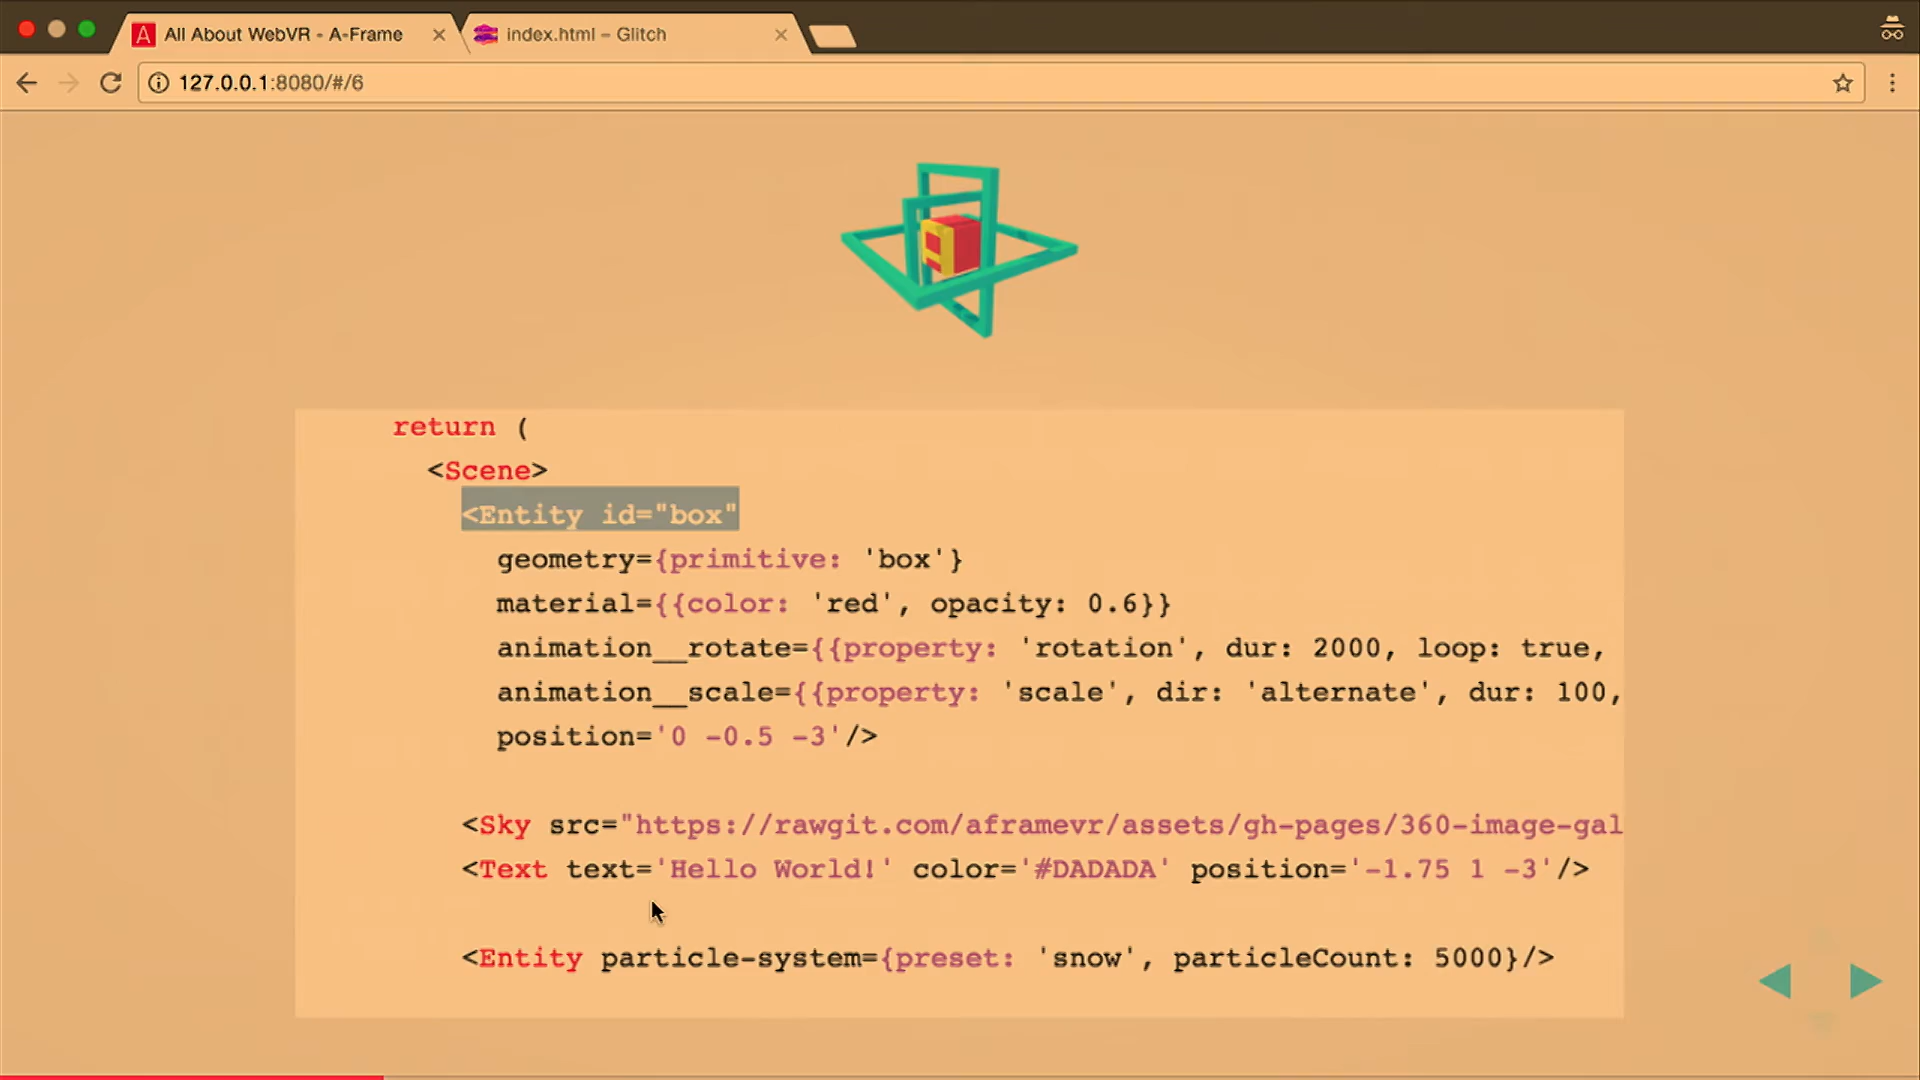 All About WebVR - A-Frame
index.html – Glitch
127.0.0.1:8080/#/6
A
return (
<Scene>
<Entity id="box"
geometry={primitive: 'box'}
material={{color: 'red', opacity: 0.6}}
animation__rotate={{property: 'rotation', dur: 2000, loop: true,
animation__scale={{property: 'scale', dir: 'alternate', dur: 100,
position='0 -0.5 -3'/>
<Sky src="https://rawgit.com/aframevr/assets/gh-pages/360-image-gal
<Text text='Hello World!' color='#DADADA' position='-1.75 1 -3'/>
<Entity particle-system={preset: 'snow', particleCount: 5000}/>